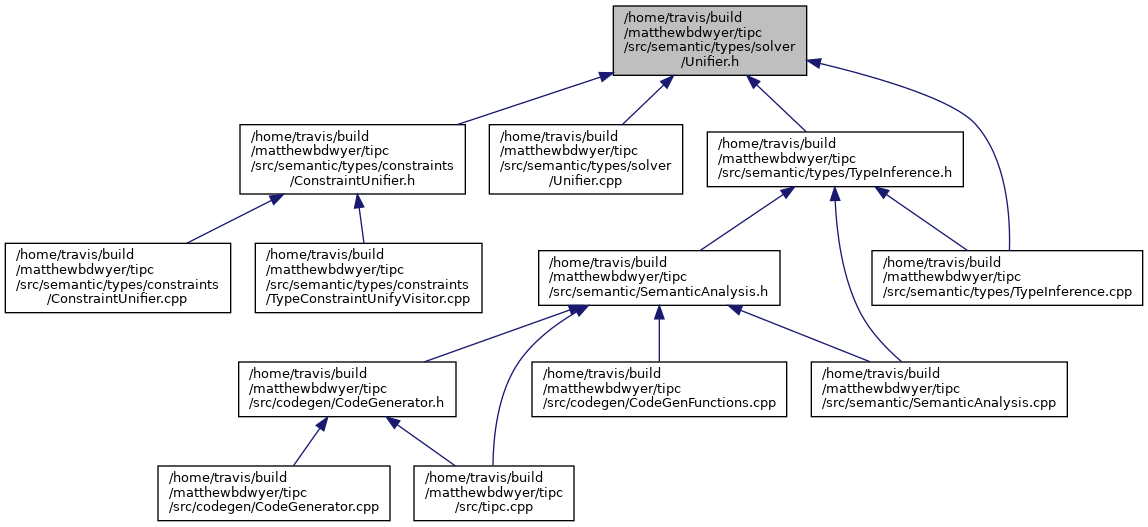 /home/travis/build
/matthewbdwyer/tipc
/src/semantic/types/solver
/Unifier.h
/home/travis/build
/matthewbdwyer/tipc
/src/semantic/types/constraints
/ConstraintUnifier.h
/home/travis/build
/matthewbdwyer/tipc
/src/semantic/types/solver
/Unifier.cpp
/home/travis/build
/matthewbdwyer/tipc
/src/semantic/types/TypeInference.h
/home/travis/build
/matthewbdwyer/tipc
/src/semantic/types/constraints
/ConstraintUnifier.cpp
/home/travis/build
/matthewbdwyer/tipc
/src/semantic/types/constraints
/TypeConstraintUnifyVisitor.cpp
/home/travis/build
/matthewbdwyer/tipc
/src/semantic/SemanticAnalysis.h
/home/travis/build
/matthewbdwyer/tipc
/src/semantic/types/TypeInference.cpp
/home/travis/build
/matthewbdwyer/tipc
/src/codegen/CodeGenerator.h
/home/travis/build
/matthewbdwyer/tipc
/src/codegen/CodeGenFunctions.cpp
/home/travis/build
/matthewbdwyer/tipc
/src/semantic/SemanticAnalysis.cpp
/home/travis/build
/matthewbdwyer/tipc
/src/codegen/CodeGenerator.cpp
/home/travis/build
/matthewbdwyer/tipc
/src/tipc.cpp